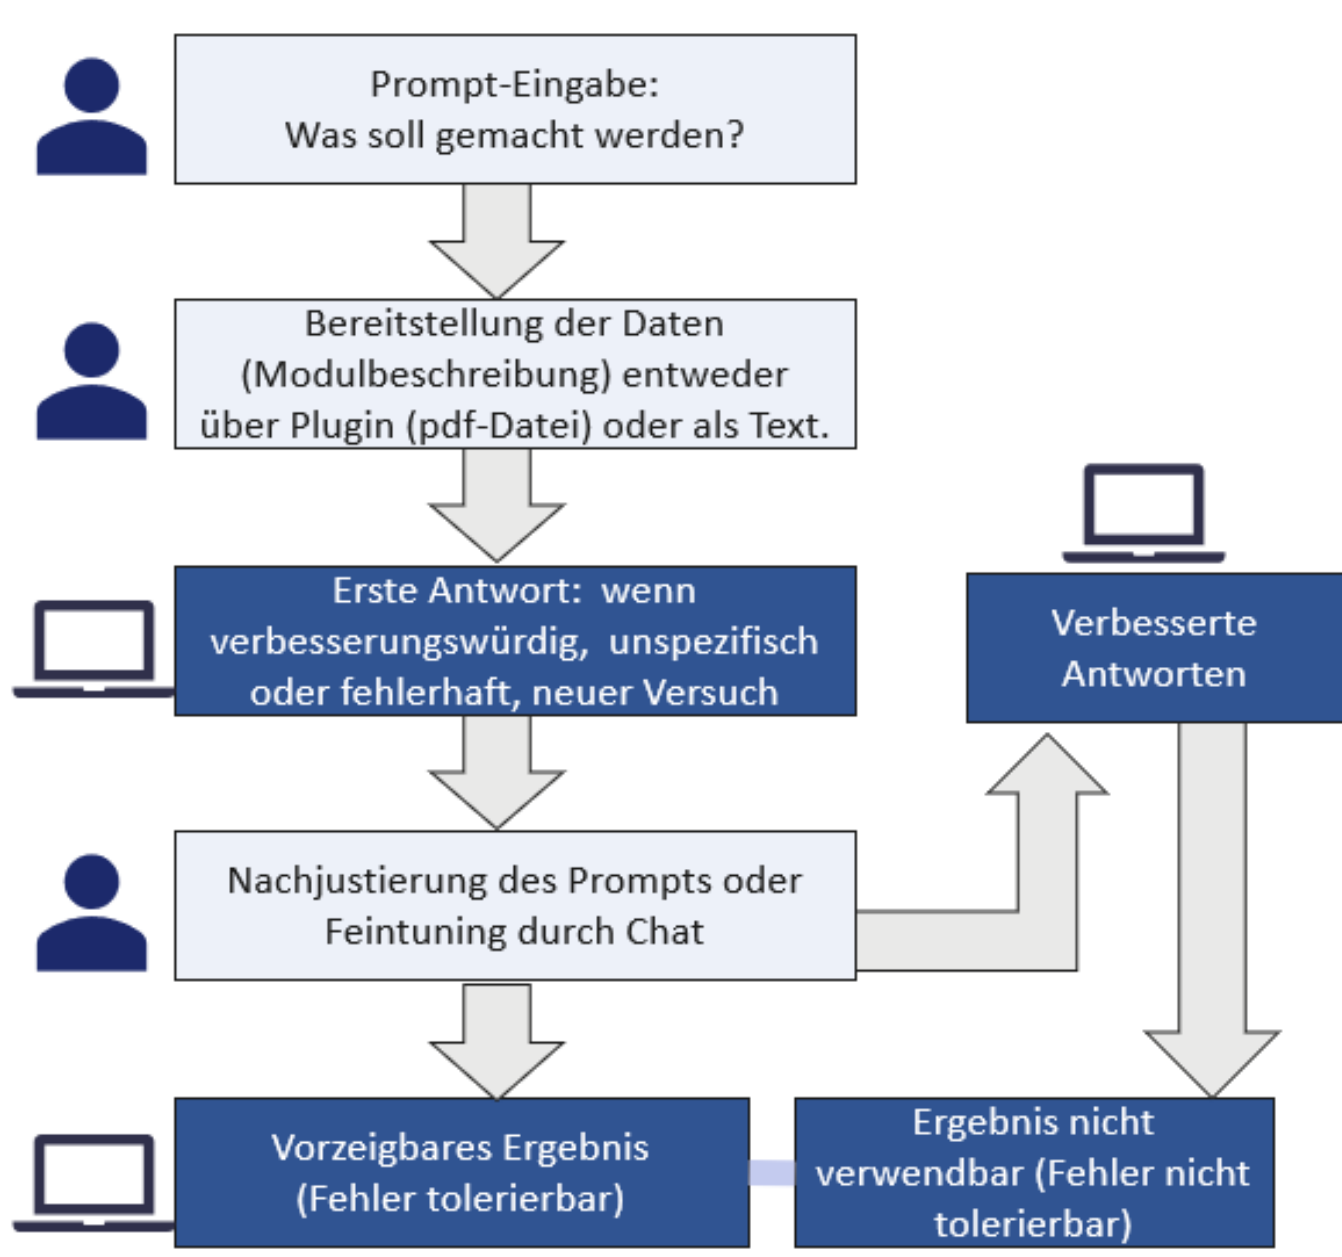 Prompt-Eingabe:
Was soll gemacht werden?
Bereitstellung der Daten
(Modulbeschreibung) entweder
über Plugin (pdf-Datei) oder als Text.
Erste Antwort: wenn
verbesserungswürdig, unspezifisch
oder fehlerhaft, neuer Versuch
Nachjustierung des Prompts oder
Feintuning durch Chat
Verbesserte
Antworten
Vorzeigbares Ergebnis
(Fehler tolerierbar)
Ergebnis nicht
verwendbar (Fehler nicht
tolerierbar)